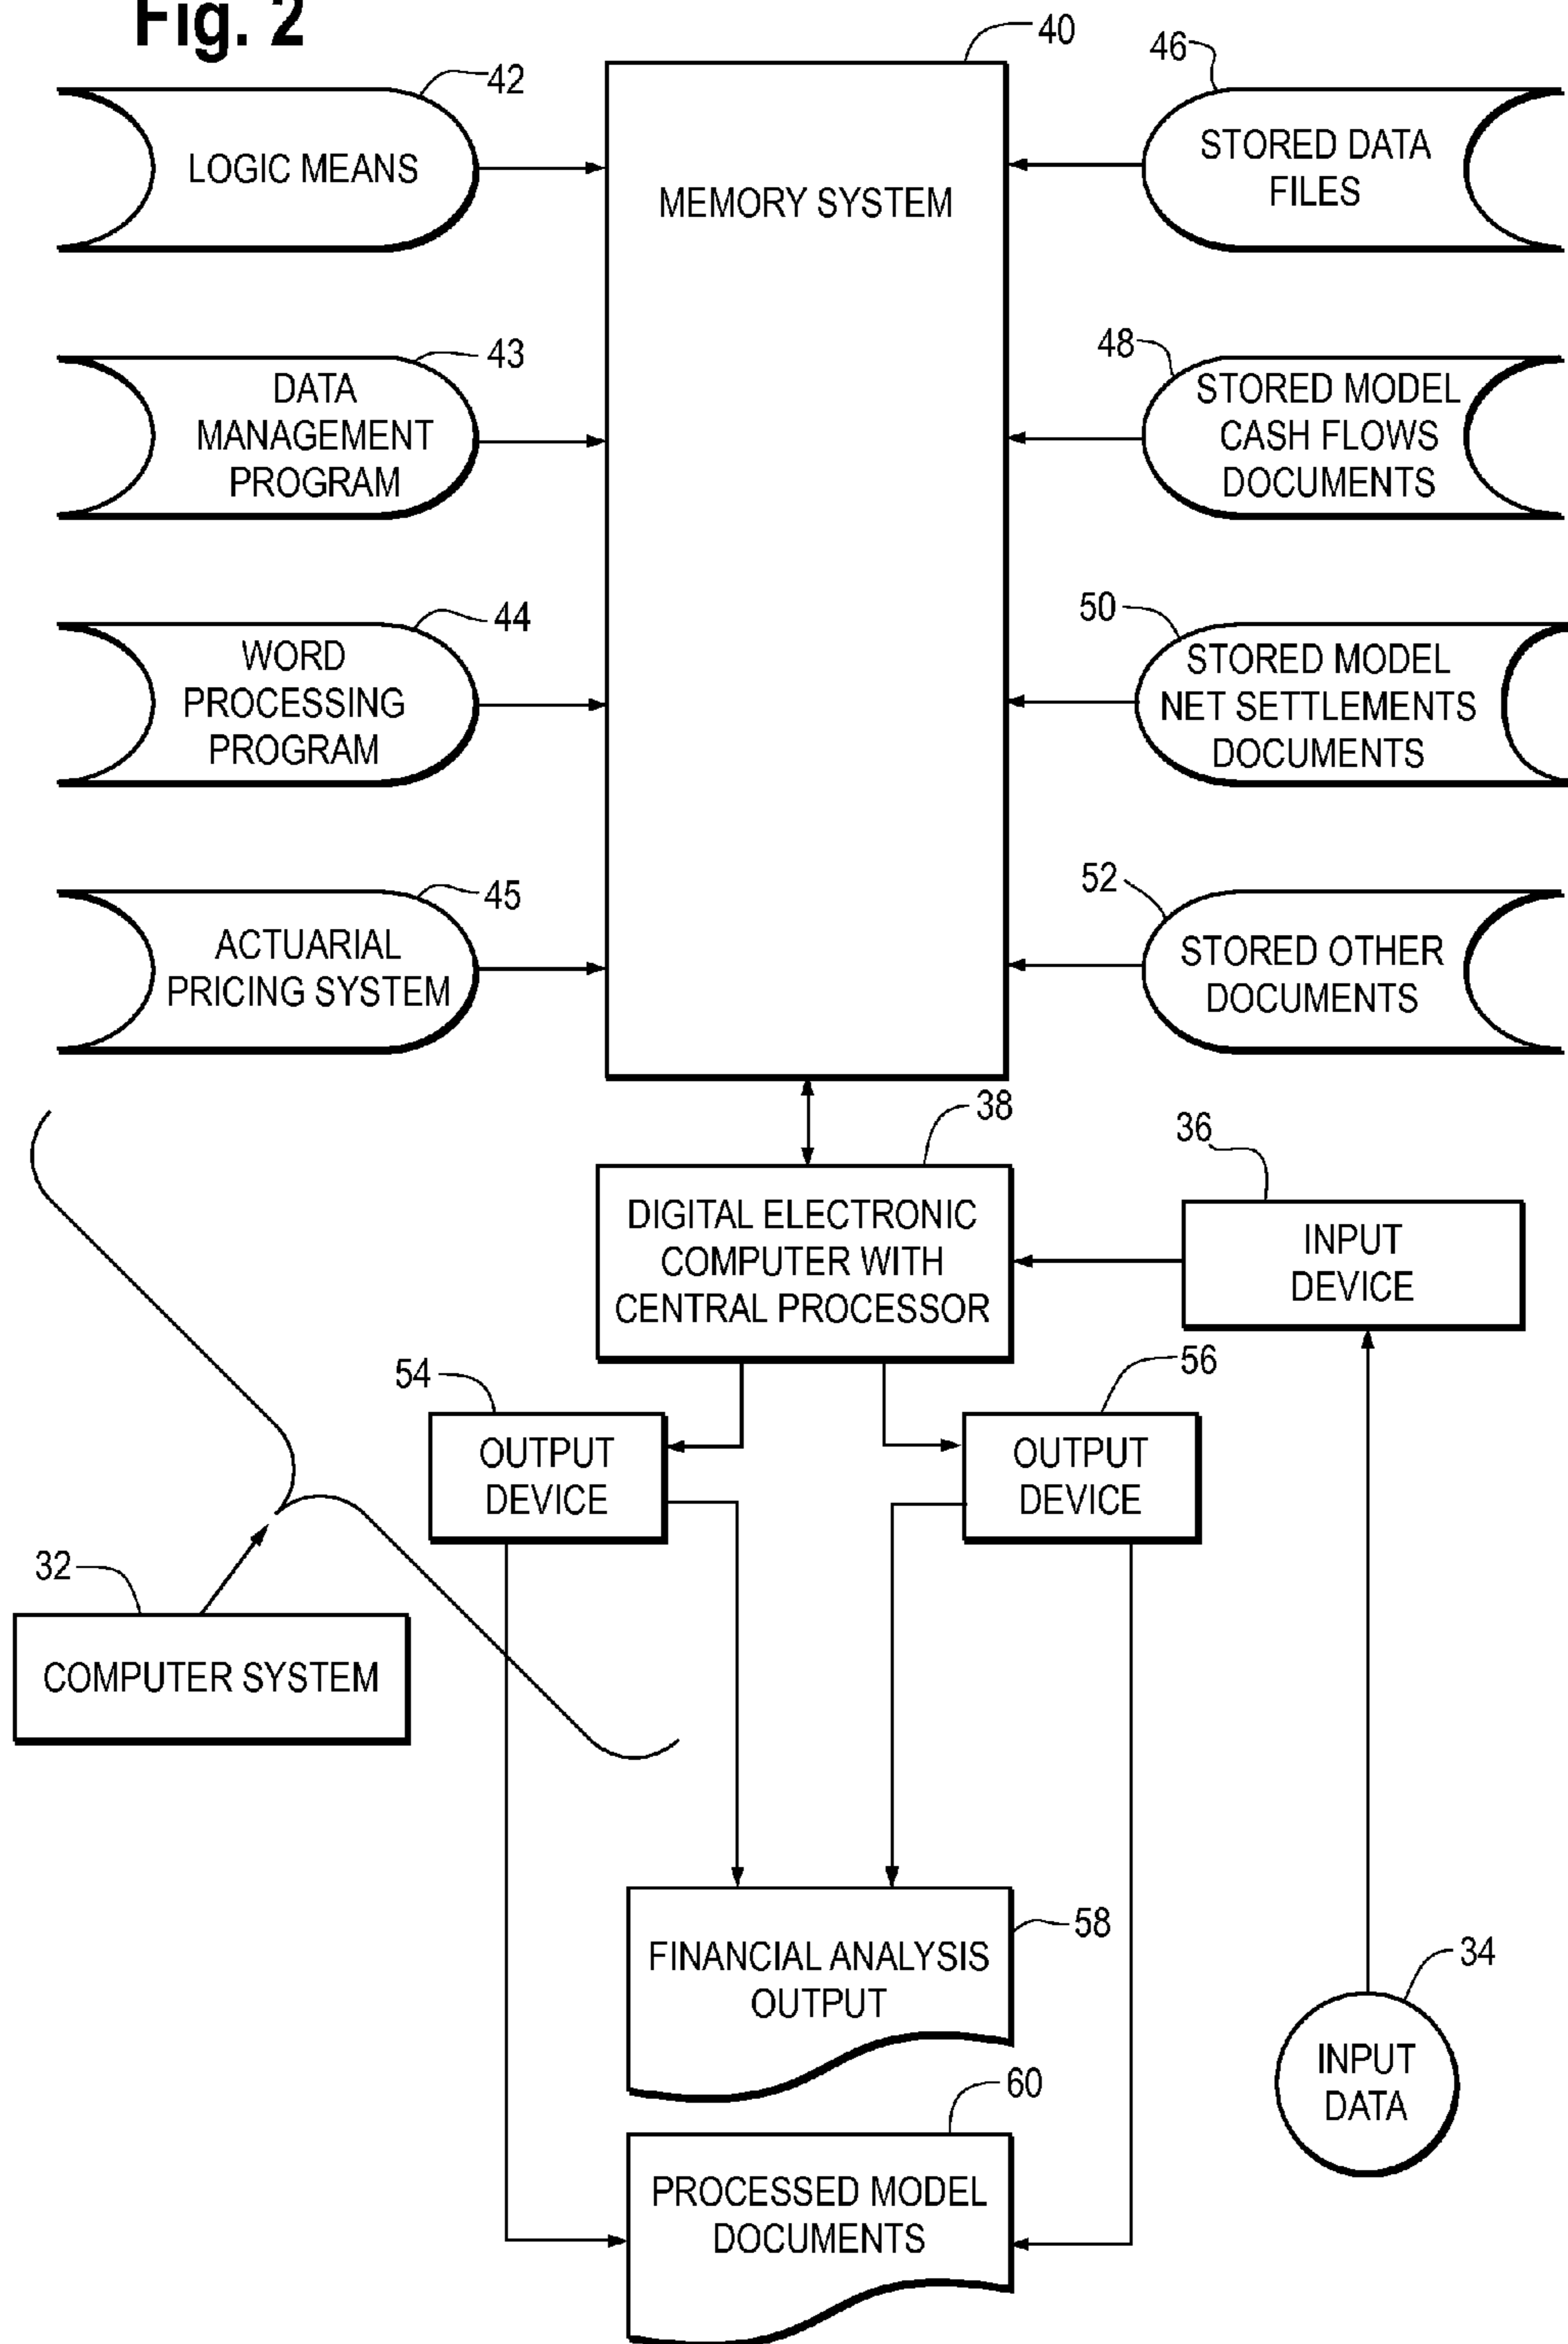 Fig. 2
40
42
46
LOGIC MEANS
MEMORY SYSTEM
STORED DATA
FILES
43
48
DATA
MANAGEMENT
PROGRAM
STORED MODEL
CASH FLOWS
DOCUMENTS
44
50
WORD
PROCESSING
PROGRAM
STORED MODEL
NET SETTLEMENTS
DOCUMENTS
45
52
ACTUARIAL
PRICING SYSTEM
STORED OTHER
DOCUMENTS
38
36
DIGITAL ELECTRONIC
COMPUTER WITH
CENTRAL PROCESSOR
INPUT
DEVICE
54
56
OUTPUT
DEVICE
OUTPUT
DEVICE
32
COMPUTER SYSTEM
58
FINANCIAL ANALYSIS
OUTPUT
34
INPUT
DATA
60
PROCESSED MODEL
DOCUMENTS